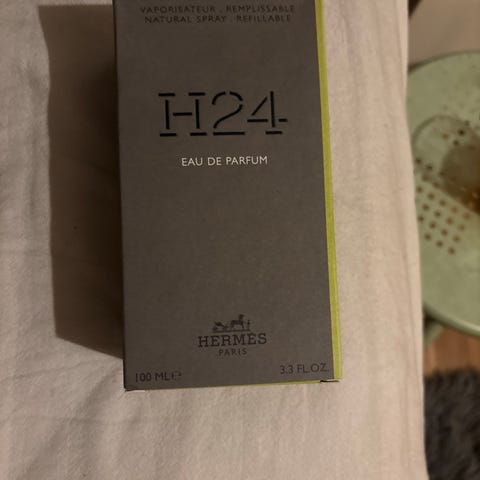 VAPORISATEUR . REMPLISSABLE
NATURAL SPRAY . REFILLABLE
H24
EAU DE PARFUM
HERMÈS
PARIS
100 ML℮ 3.3 FL.OZ.